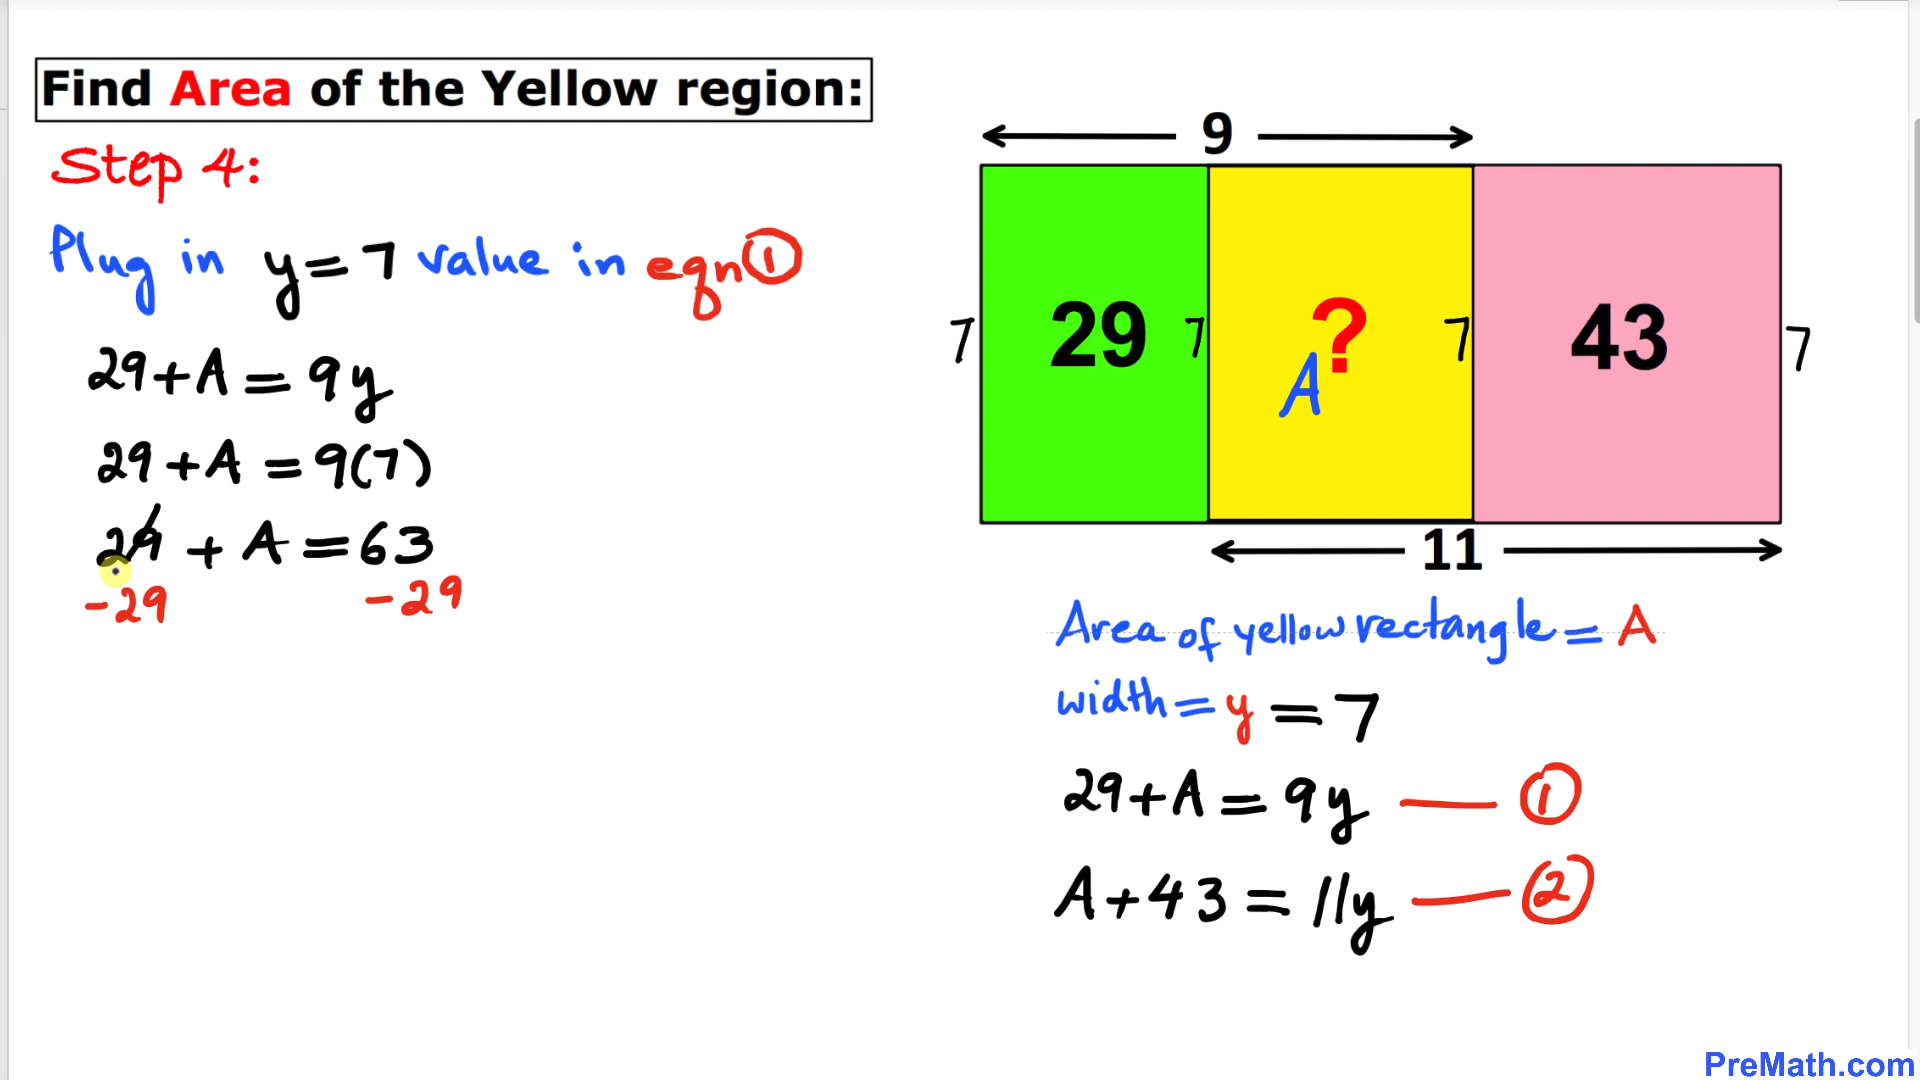 Find Area of the Yellow region:
Step 4:
Plug in y = 7 value in eqn ①
29 + A = 9y
29 + A = 9(7)
29 + A = 63
-29 -29
9
7 29 7 ? 7 43 7
A
11
Area of yellow rectangle = A
width = y = 7
29 + A = 9y — ①
A + 43 = 11y — ②
PreMath.com